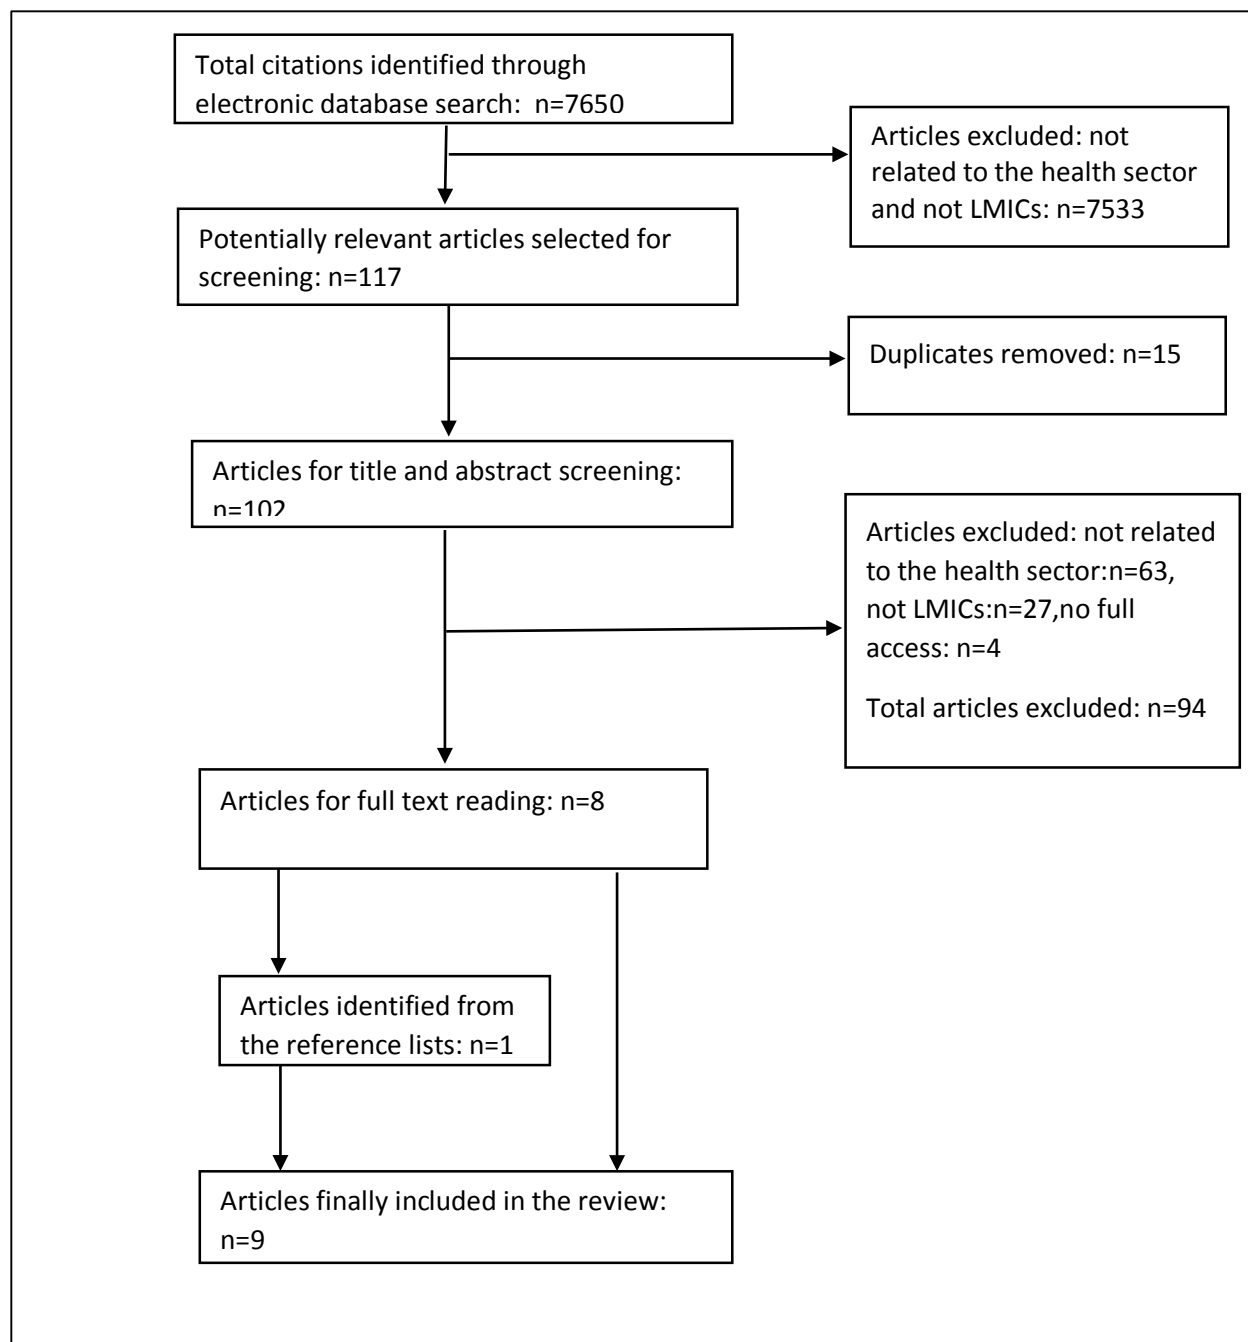 Total citations identified through
electronic database search:  n=7650
Articles excluded: not
related to the health sector
and not LMICs: n=7533
Potentially relevant articles selected for
screening: n=117
Duplicates removed: n=15
Articles for title and abstract screening:
n=102
Articles excluded: not related
to the health sector:n=63,
not LMICs:n=27,no full
access: n=4
Total articles excluded: n=94
Articles for full text reading: n=8
Articles identified from
the reference lists: n=1
Articles finally included in the review:
n=9